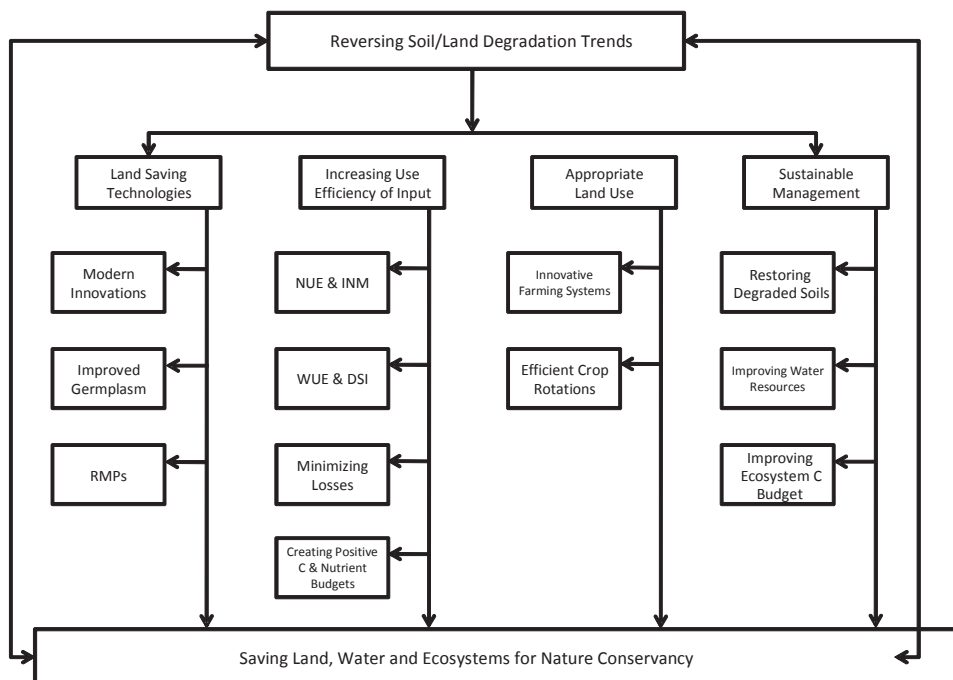 Reversing Soil/Land Degradation Trends
Land Saving
Technologies
Increasing Use
Efficiency of Input
Appropriate
Land Use
Sustainable
Management
Modern
Innovations
NUE & INM
Innovative
Farming Systems
Restoring
Degraded Soils
Improved
Germplasm
WUE & DSI
Efficient Crop
Rotations
Improving Water
Resources
RMPs
Minimizing
Losses
Improving
Ecosystem C
Budget
Creating Positive
C & Nutrient
Budgets
Saving Land, Water and Ecosystems for Nature Conservancy